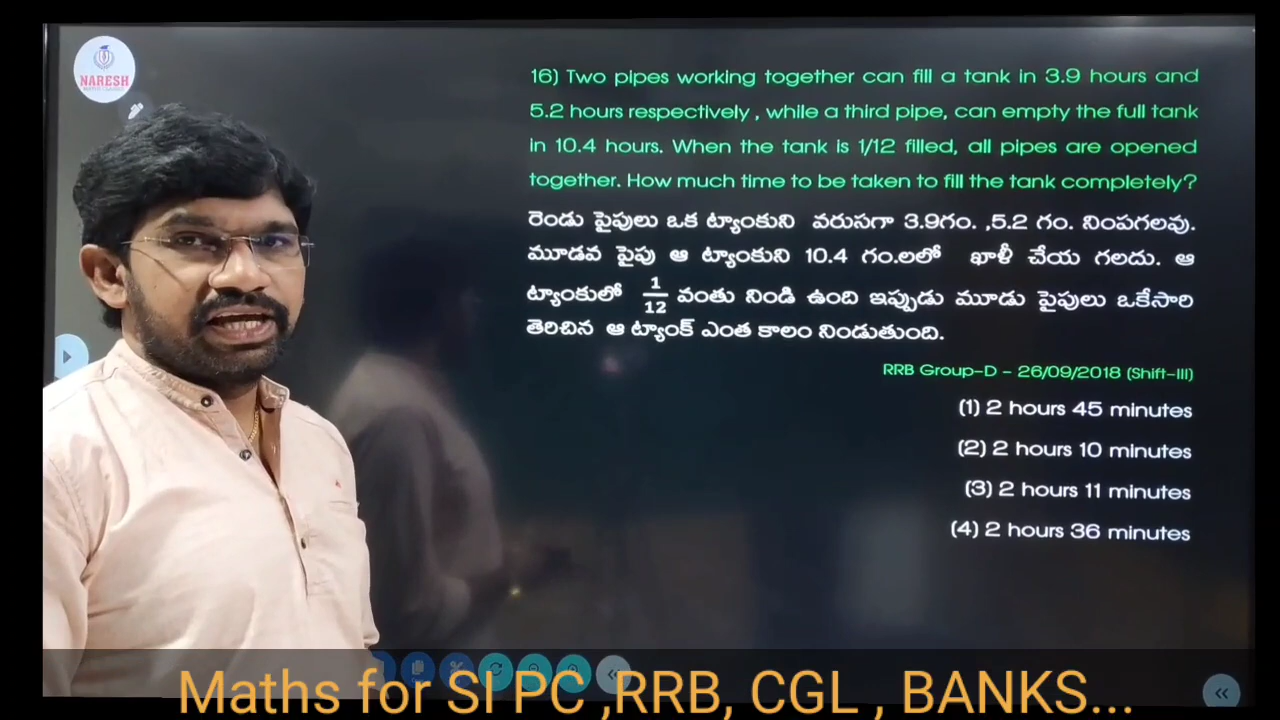 NARESH
16) Two pipes working together can fill a tank in 3.9 hours and
5.2 hours respectively , while a third pipe, can empty the full tank
in 10.4 hours. When the tank is 1/12 filled, all pipes are opened
together. How much time to be taken to fill the tank completely?
రెండు పైపులు ఒక ట్యాంకుని వరుసగా 3.9గం. ,5.2 గం. నింపగలవు.
మూడవ పైపు ఆ ట్యాంకుని 10.4 గం.లలో ఖాళీ చేయ గలదు. ఆ
ట్యాంకులో 1/12 వంతు నిండి ఉంది ఇప్పుడు మూడు పైపులు ఒకేసారి
తెరిచిన ఆ ట్యాంక్ ఎంత కాలం నిండుతుంది.
RRB Group-D - 26/09/2018 (Shift-III)
(1) 2 hours 45 minutes
(2) 2 hours 10 minutes
(3) 2 hours 11 minutes
(4) 2 hours 36 minutes
Maths for SI PC ,RRB, CGL , BANKS...